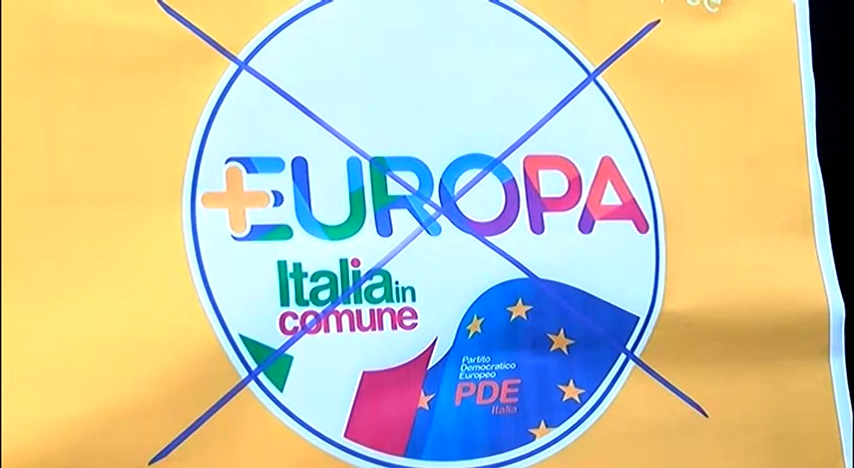 +EUROPA
Italia in
comune
Partito
Democratico
Europeo
PDE
Italia